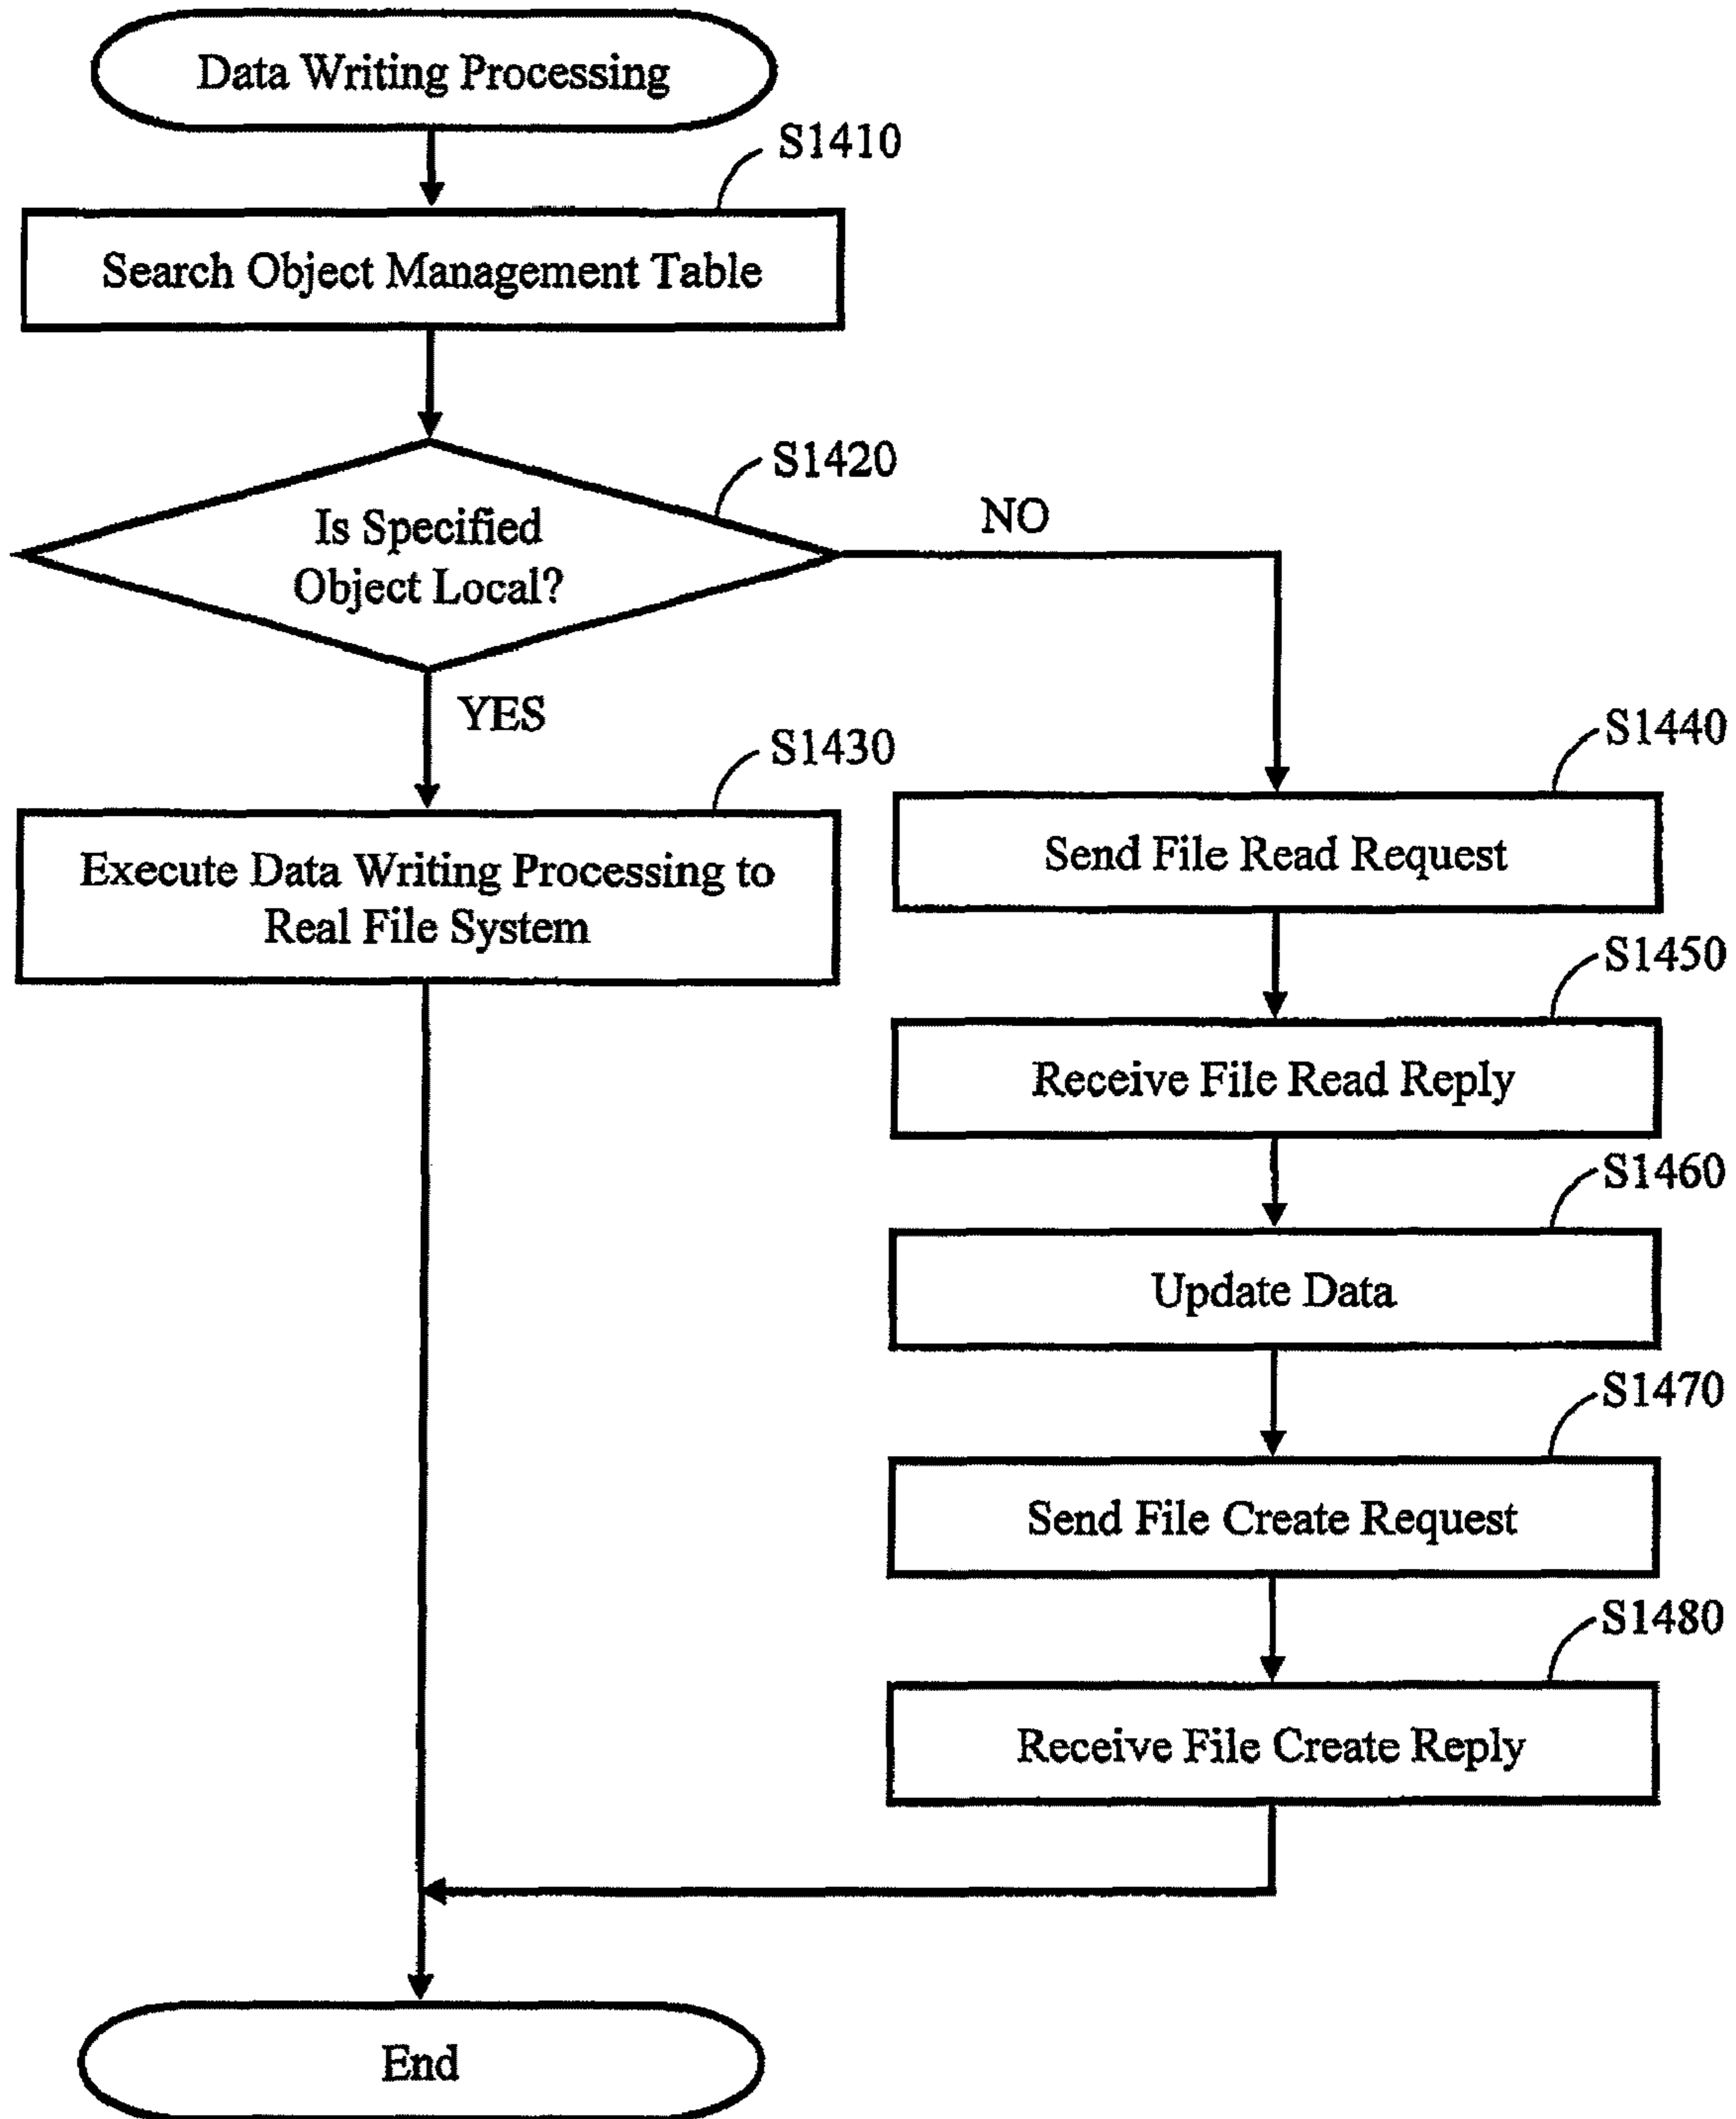 Data Writing Processing
S1410
Search Object Management Table
S1420
Is Specified
Object Local?
NO
YES
S1430
Execute Data Writing Processing to
Real File System
S1440
Send File Read Request
S1450
Receive File Read Reply
S1460
Update Data
S1470
Send File Create Request
S1480
Receive File Create Reply
End